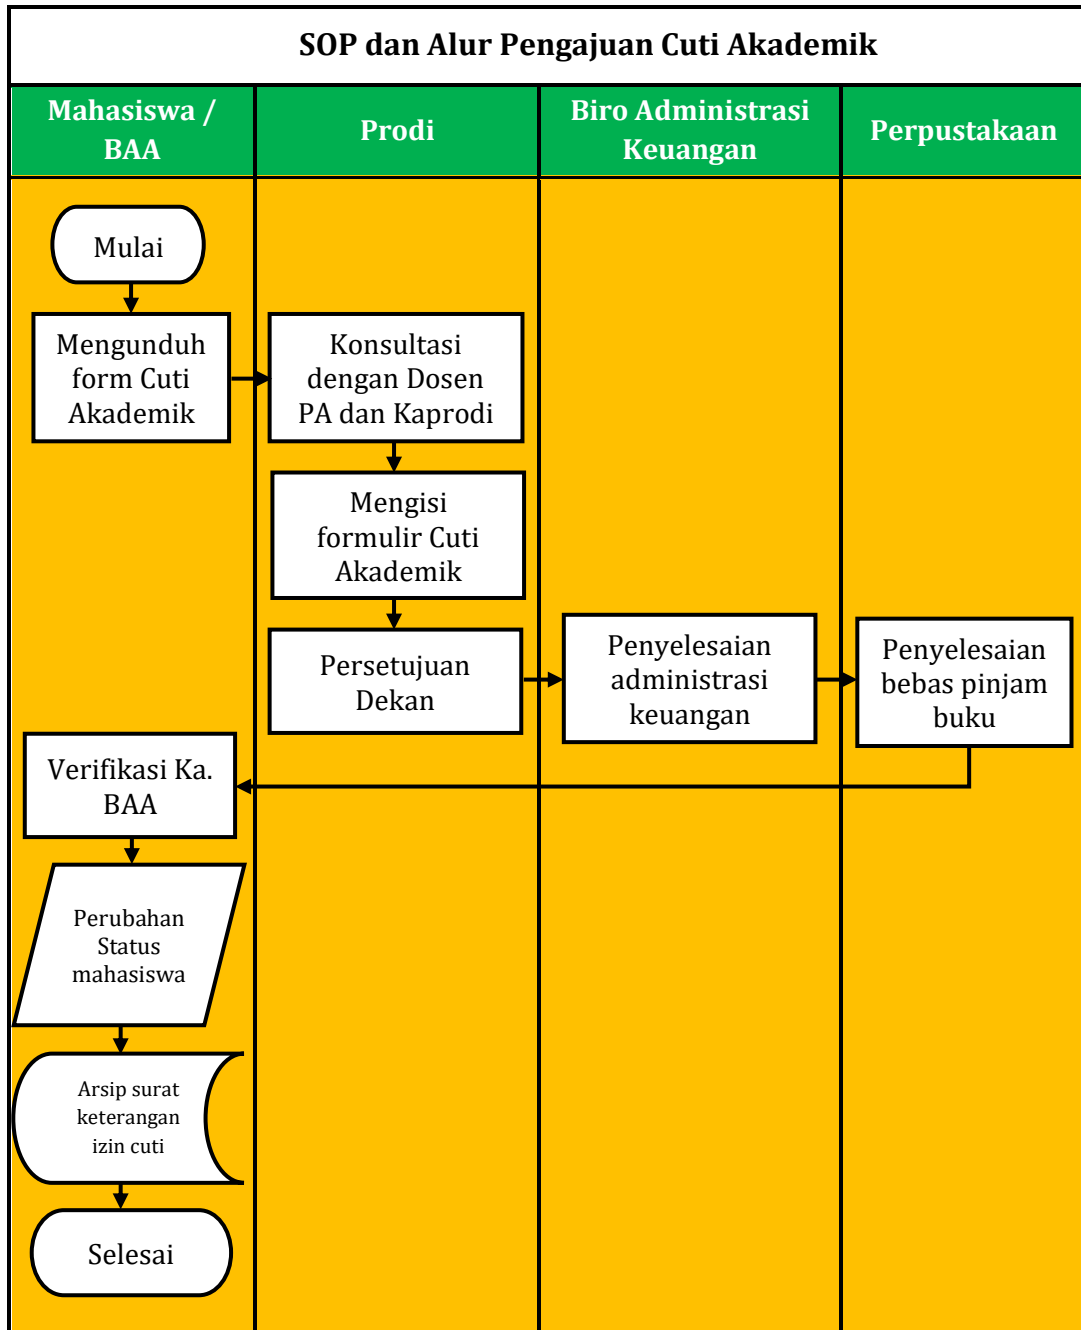 SOP dan Alur Pengajuan Cuti Akademik
Mahasiswa /
BAA
Prodi
Biro Administrasi
Keuangan
Perpustakaan
Mulai
Mengunduh
form Cuti
Akademik
Konsultasi
dengan Dosen
PA dan Kaprodi
Mengisi
formulir Cuti
Akademik
Persetujuan
Dekan
Penyelesaian
administrasi
keuangan
Penyelesaian
bebas pinjam
buku
Verifikasi Ka.
BAA
Perubahan
Status
mahasiswa
Arsip surat
keterangan
izin cuti
Selesai